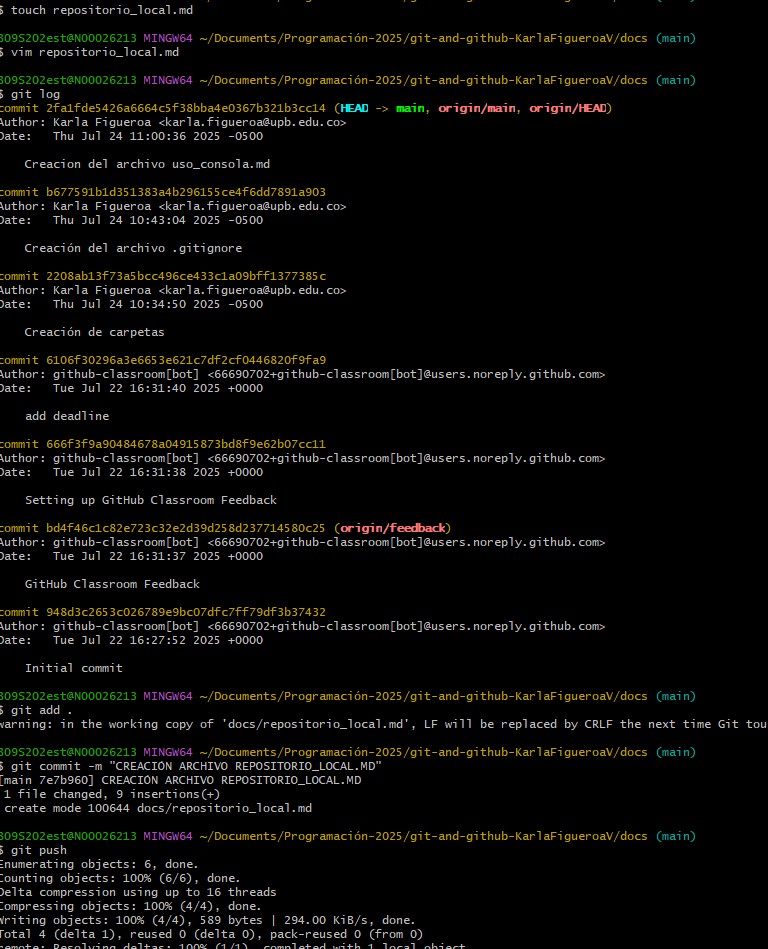 $ touch repositorio_local.md
B09S202est@N00026213 MINGW64 ~/Documents/Programación-2025/git-and-github-KarlaFigueroaV/docs (main)
$ vim repositorio_local.md
B09S202est@N00026213 MINGW64 ~/Documents/Programación-2025/git-and-github-KarlaFigueroaV/docs (main)
$ git log
commit 2fa1fde5426a6664c5f38bba4e0367b321b3cc14 (HEAD -> main, origin/main, origin/HEAD)
Author: Karla Figueroa <karla.figueroa@upb.edu.co>
Date:   Thu Jul 24 11:00:36 2025 -0500
    Creacion del archivo uso_consola.md
commit b677591b1d351383a4b296155ce4f6dd7891a903
Author: Karla Figueroa <karla.figueroa@upb.edu.co>
Date:   Thu Jul 24 10:43:04 2025 -0500
    Creación del archivo .gitignore
commit 2208ab13f73a5bcc496ce433c1a09bff1377385c
Author: Karla Figueroa <karla.figueroa@upb.edu.co>
Date:   Thu Jul 24 10:34:50 2025 -0500
    Creación de carpetas
commit 6106f30296a3e6653e621c7df2cf0446820f9fa9
Author: github-classroom[bot] <66690702+github-classroom[bot]@users.noreply.github.com>
Date:   Tue Jul 22 16:31:40 2025 +0000
    add deadline
commit 666f3f9a90484678a04915873bd8f9e62b07cc11
Author: github-classroom[bot] <66690702+github-classroom[bot]@users.noreply.github.com>
Date:   Tue Jul 22 16:31:38 2025 +0000
    Setting up GitHub Classroom Feedback
commit bd4f46c1c82e723c32e2d39d258d237714580c25 (origin/feedback)
Author: github-classroom[bot] <66690702+github-classroom[bot]@users.noreply.github.com>
Date:   Tue Jul 22 16:31:37 2025 +0000
    GitHub Classroom Feedback
commit 948d3c2653c026789e9bc07dfc7ff79df3b37432
Author: github-classroom[bot] <66690702+github-classroom[bot]@users.noreply.github.com>
Date:   Tue Jul 22 16:27:52 2025 +0000
    Initial commit
B09S202est@N00026213 MINGW64 ~/Documents/Programación-2025/git-and-github-KarlaFigueroaV/docs (main)
$ git add .
warning: in the working copy of 'docs/repositorio_local.md', LF will be replaced by CRLF the next time Git tou
B09S202est@N00026213 MINGW64 ~/Documents/Programación-2025/git-and-github-KarlaFigueroaV/docs (main)
$ git commit -m "CREACIÓN ARCHIVO REPOSITORIO_LOCAL.MD"
[main 7e7b960] CREACIÓN ARCHIVO REPOSITORIO_LOCAL.MD
 1 file changed, 9 insertions(+)
 create mode 100644 docs/repositorio_local.md
B09S202est@N00026213 MINGW64 ~/Documents/Programación-2025/git-and-github-KarlaFigueroaV/docs (main)
$ git push
Enumerating objects: 6, done.
Counting objects: 100% (6/6), done.
Delta compression using up to 16 threads
Compressing objects: 100% (4/4), done.
Writing objects: 100% (4/4), 589 bytes | 294.00 KiB/s, done.
Total 4 (delta 1), reused 0 (delta 0), pack-reused 0 (from 0)
remote: Resolving deltas: 100% (1/1), completed with 1 local object.